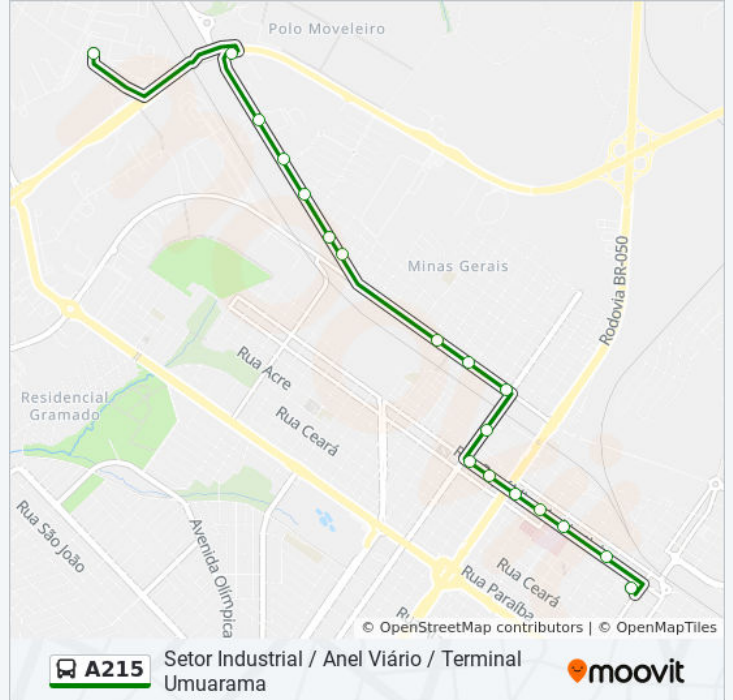 Polo Moveleiro
Minas Gerais
Rodovia BR-050
Rua Acre
Residencial
Gramado
Rua Ceará
Rua São João
Avenida Olímpica
Rua Ceará
Rua Paraíba
© OpenStreetMap contributors | © OpenMapTiles
A215
Setor Industrial / Anel Viário / Terminal
Umuarama
moovit